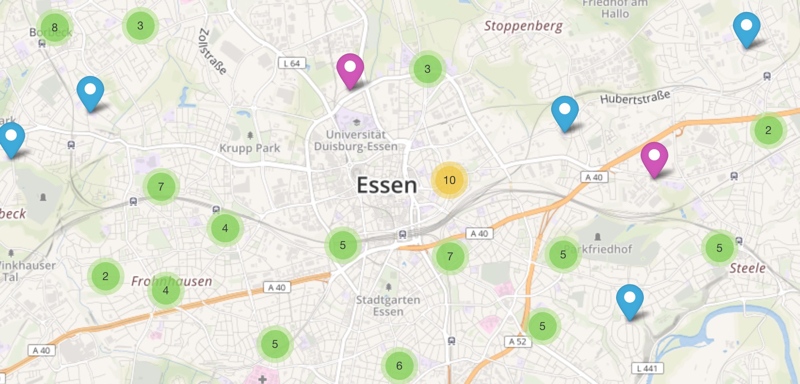 Friedhof am
Hallo
Stoppenberg
8
3
Zollstraße
L 64
3
Hubertstraße
2
Universität
Duisburg-Essen
Krupp Park
A 40
Essen
10
7
4
5
7
A 40
5
5
Steele
2
4
Frohnhausen
A 40
Stadtgarten
Essen
5
5
A 52
A 40
6
L 441